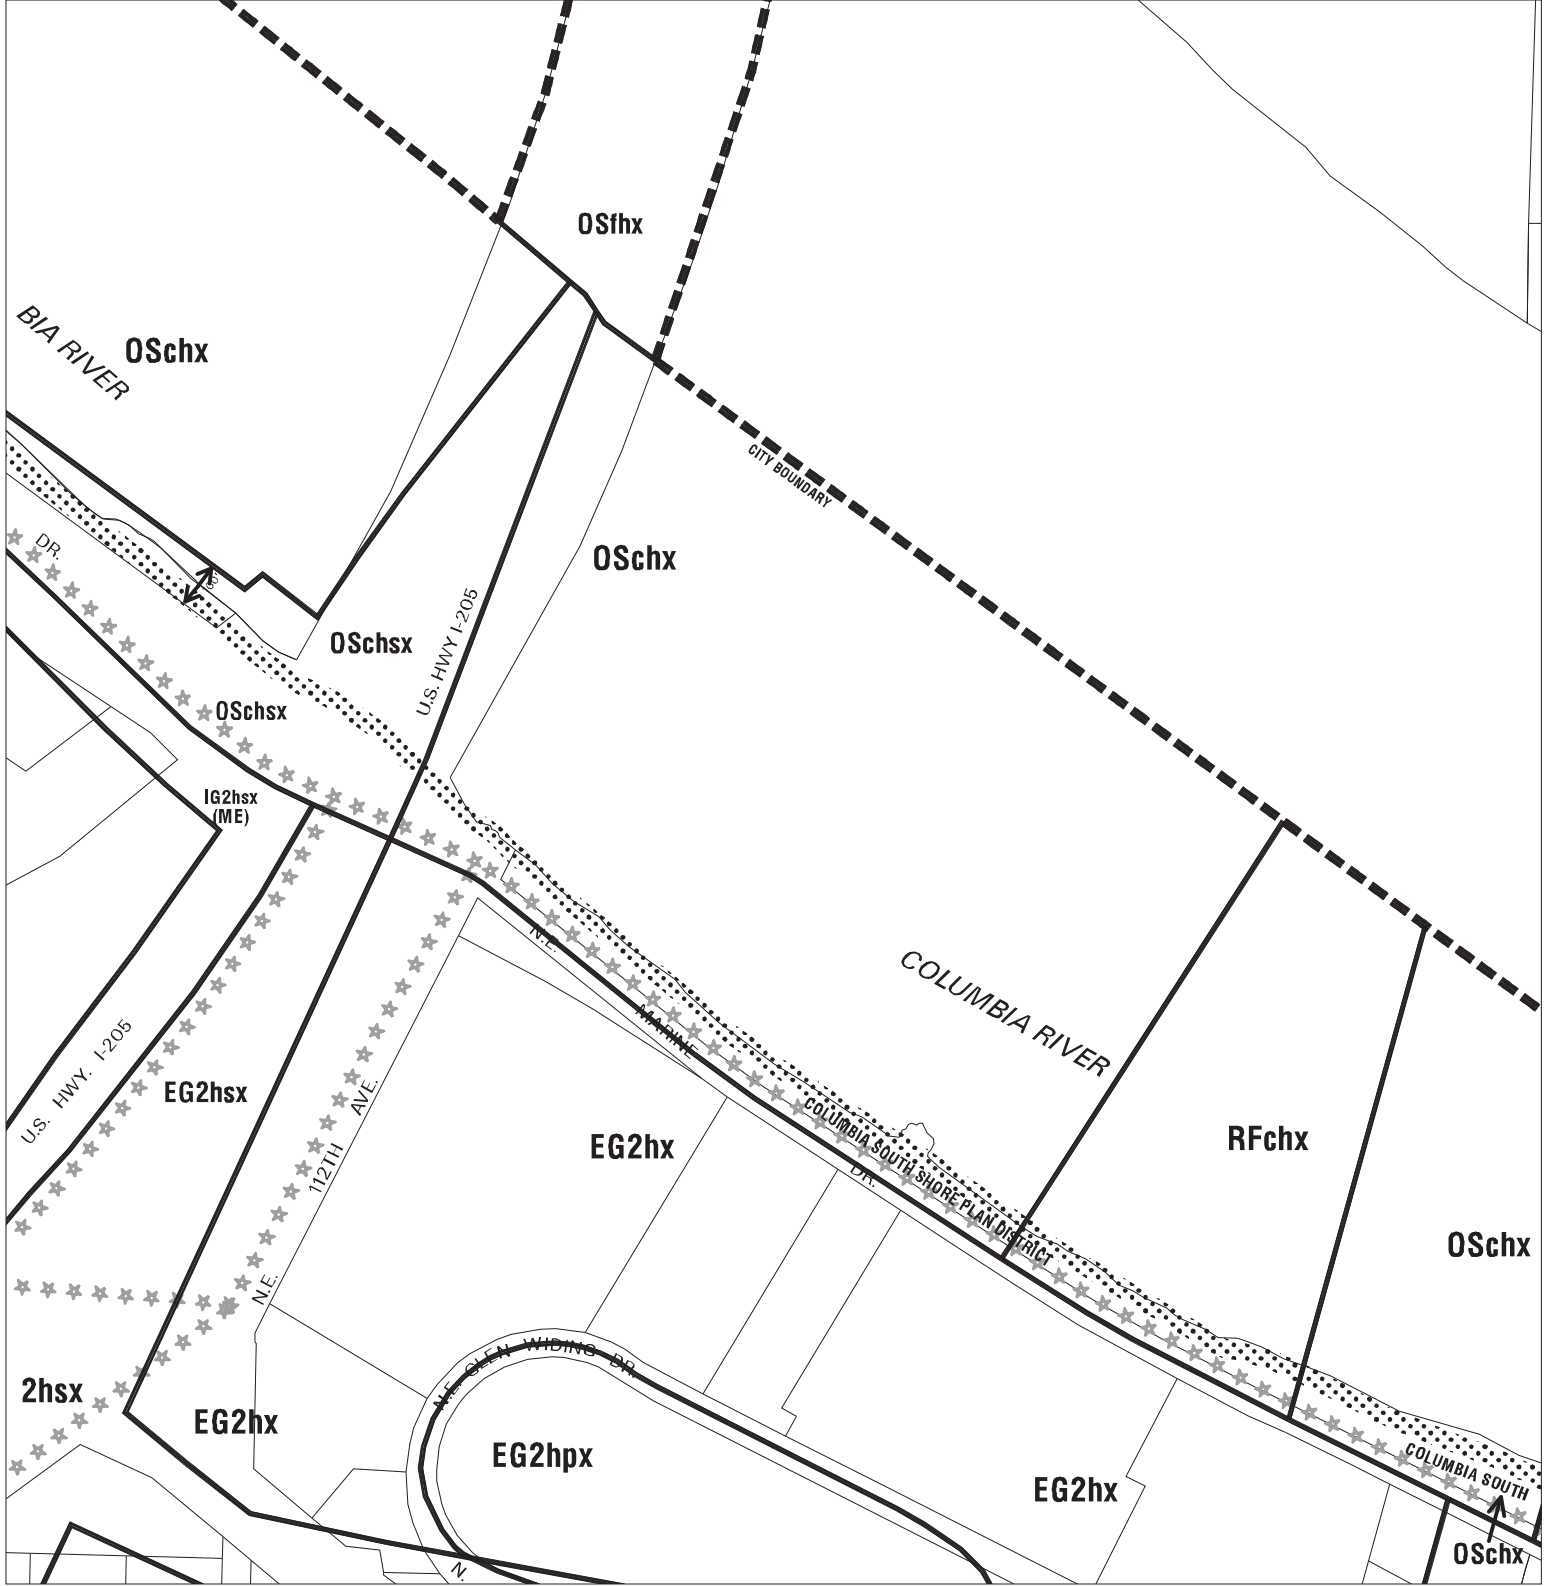 OSfhx
BIA RIVER
OSchx
CITY BOUNDARY
OSchx
DR.
OSchsx
U.S. HWY I-205
OSchsx
IG2hsx
(ME)
N.E.
MARINE
DR.
COLUMBIA RIVER
U.S. HWY. I-205
EG2hsx
N.E.
112TH
AVE.
EG2hx
COLUMBIA SOUTH SHORE PLAN DISTRICT
RFchx
OSchx
N.E. GLEN WIDING DR.
2hsx
EG2hx
EG2hpx
EG2hx
COLUMBIA SOUTH
OSchx
N.